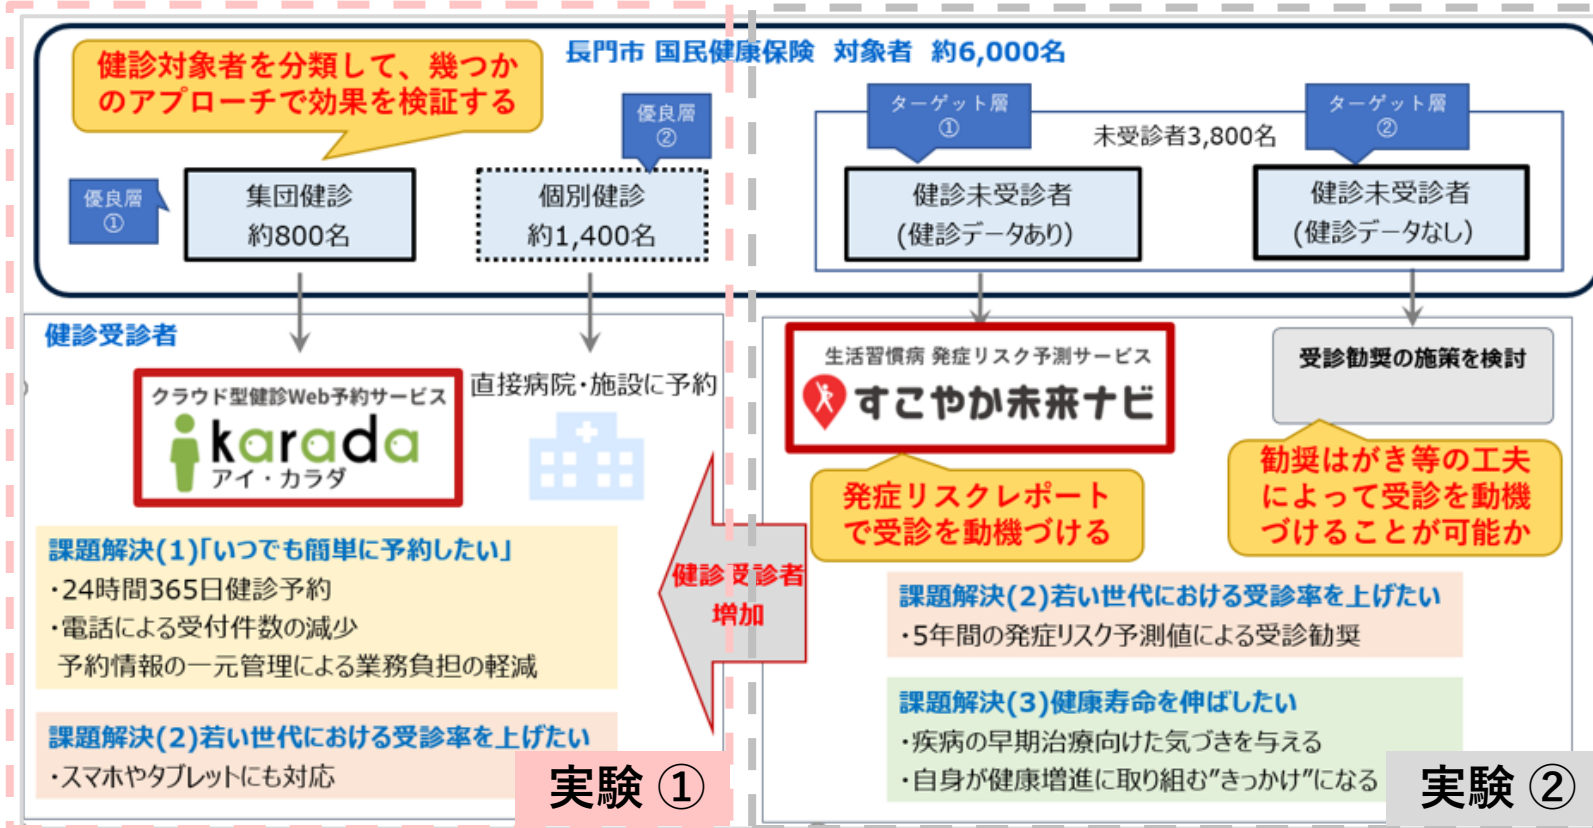 長門市 国民健康保険 対象者 約6,000名
健診対象者を分類して、幾つか
のアプローチで効果を検証する
優良層
①
集団健診
約800名
優良層
②
個別健診
約1,400名
ターゲット層
①
未受診者3,800名
ターゲット層
②
健診未受診者
(健診データあり)
健診未受診者
(健診データなし)
健診受診者
クラウド型健診Web予約サービス
karada
アイ・カラダ
直接病院・施設に予約
課題解決(1)「いつでも簡単に予約したい」
・24時間365日健診予約
・電話による受付件数の減少
予約情報の一元管理による業務負担の軽減
課題解決(2)若い世代における受診率を上げたい
・スマホやタブレットにも対応
実験 ①
健診受診者
増加
生活習慣病 発症リスク予測サービス
すこやか未来ナビ
発症リスクレポート
で受診を動機づける
受診勧奨の施策を検討
勧奨はがき等の工夫
によって受診を動機
づけることが可能か
課題解決(2)若い世代における受診率を上げたい
・5年間の発症リスク予測値による受診勧奨
課題解決(3)健康寿命を伸ばしたい
・疾病の早期治療向けた気づきを与える
・自身が健康増進に取り組む”きっかけ”になる
実験 ②